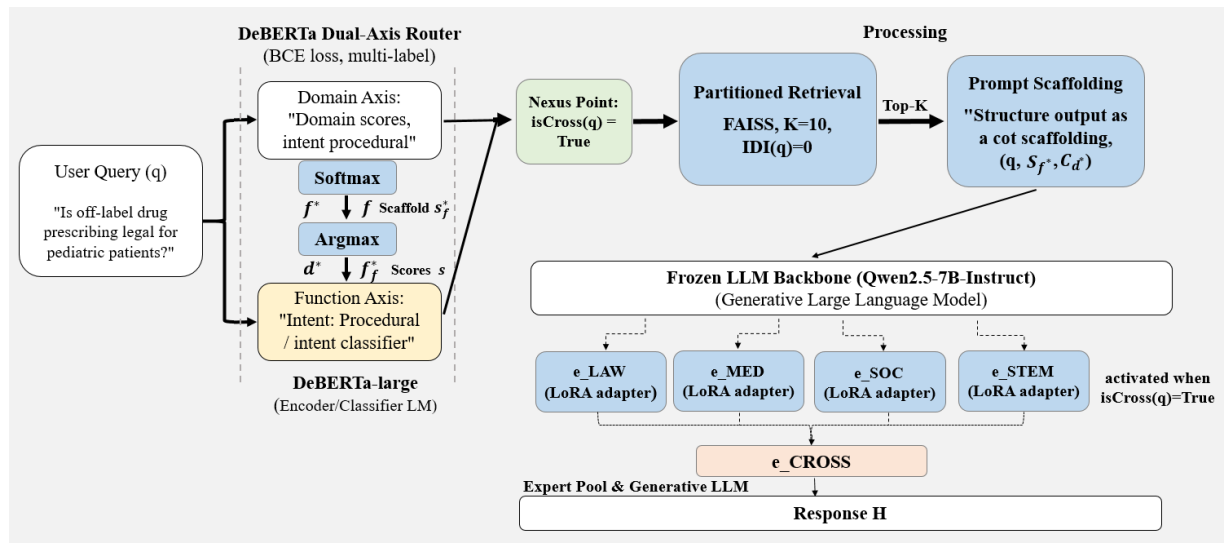 DeBERTa Dual-Axis Router
(BCE loss, multi-label)
Domain Axis:
"Domain scores,
intent procedural"
Softmax
f* f Scaffold s*_f
Argmax
d* f*_f Scores s
Function Axis:
"Intent: Procedural
/ intent classifier"
DeBERTa-large
(Encoder/Classifier LM)
User Query (q)
"Is off-label drug
prescribing legal for
pediatric patients?"
Processing
Nexus Point:
isCross(q) =
True
Partitioned Retrieval
FAISS, K=10,
IDI(q)=0
Top-K
Prompt Scaffolding
"Structure output as
a cot scaffolding,
(q, S_f*, C_d*)
Frozen LLM Backbone (Qwen2.5-7B-Instruct)
(Generative Large Language Model)
e_LAW
(LoRA adapter)
e_MED
(LoRA adapter)
e_SOC
(LoRA adapter)
e_STEM
(LoRA adapter)
activated when
isCross(q)=True
e_CROSS
Expert Pool & Generative LLM
Response H